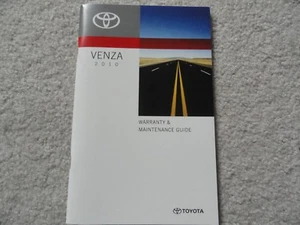 VENZA
2010
WARRANTY &
MAINTENANCE GUIDE
TOYOTA